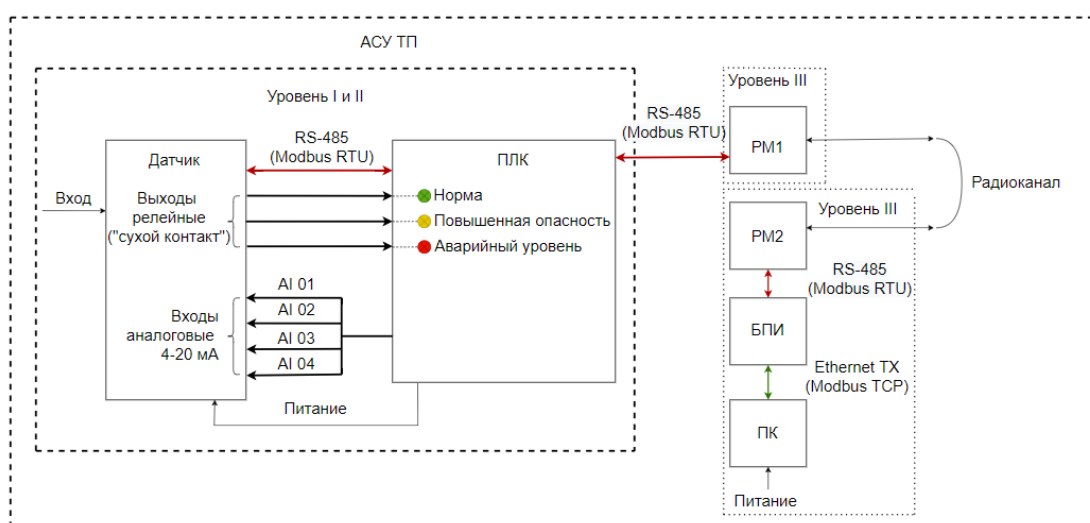 АСУ ТП
Уровень I и II
Датчик
RS-485
(Modbus RTU)
ПЛК
Вход
Выходы
релейные
("сухой контакт")
Норма
Повышенная опасность
Аварийный уровень
Входы
аналоговые
4-20 мА
AI 01
AI 02
AI 03
AI 04
Питание
RS-485
(Modbus RTU)
Уровень III
РМ1
Радиоканал
Уровень III
РМ2
RS-485
(Modbus RTU)
БПИ
Ethernet TX
(Modbus TCP)
ПК
Питание